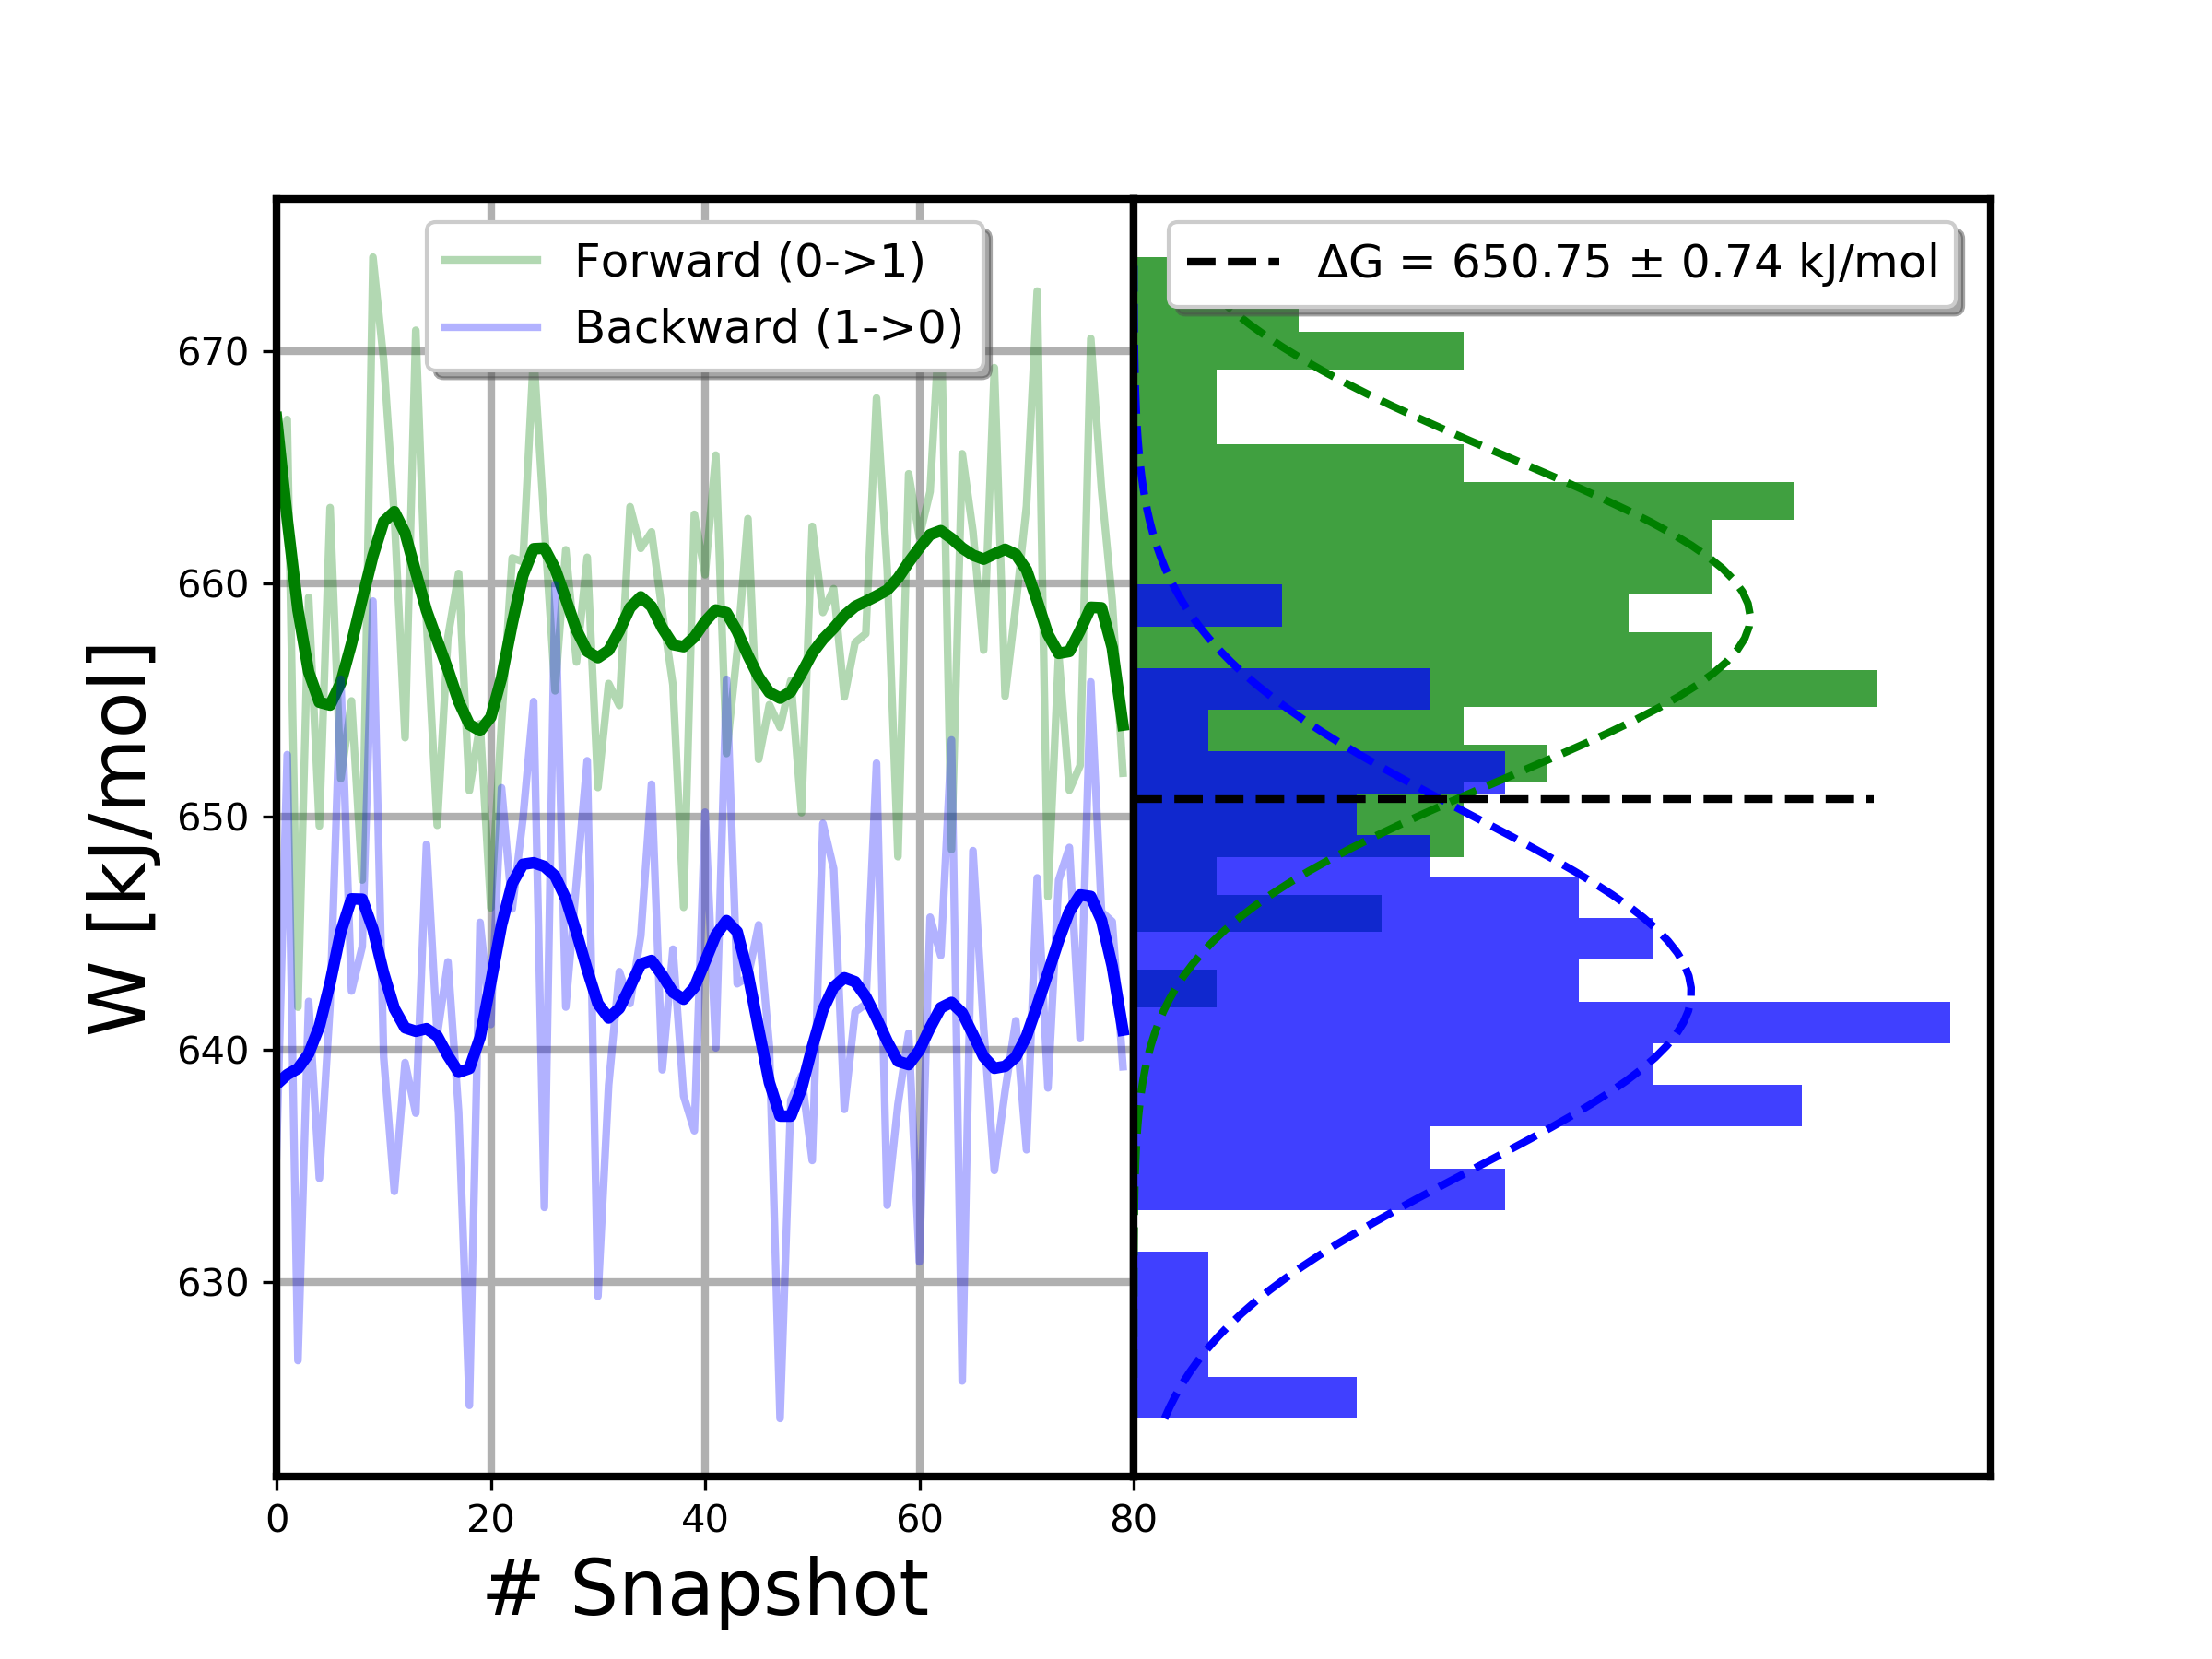 Forward (0->1)
Backward (1->0)
ΔG = 650.75 ± 0.74 kJ/mol
670
660
650
640
630
W [kJ/mol]
0 20 40 60 80
# Snapshot